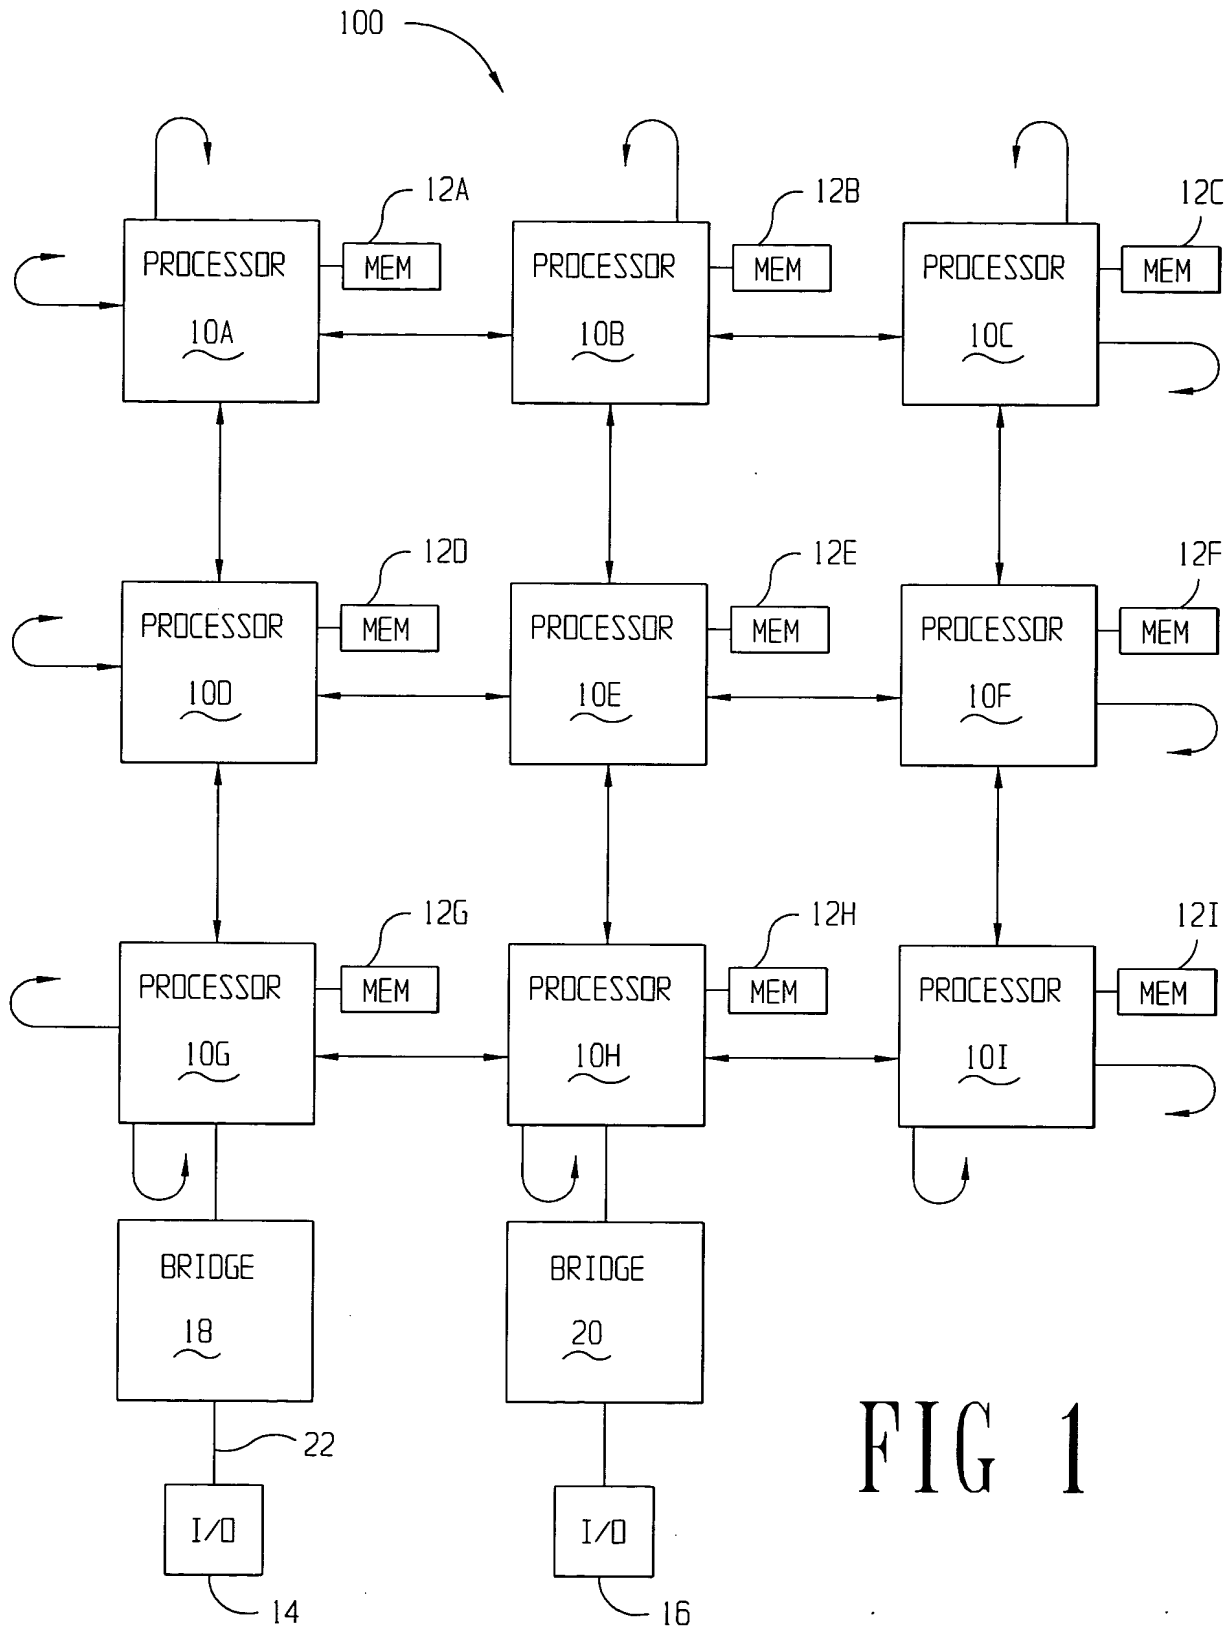 100
12A
12B
12C
PROCESSOR
MEM
PROCESSOR
MEM
PROCESSOR
MEM
10A
10B
10C
12D
12E
12F
PROCESSOR
MEM
PROCESSOR
MEM
PROCESSOR
MEM
10D
10E
10F
12G
12H
12I
PROCESSOR
MEM
PROCESSOR
MEM
PROCESSOR
MEM
10G
10H
10I
BRIDGE
BRIDGE
18
20
22
I/O
I/O
14
16
FIG 1